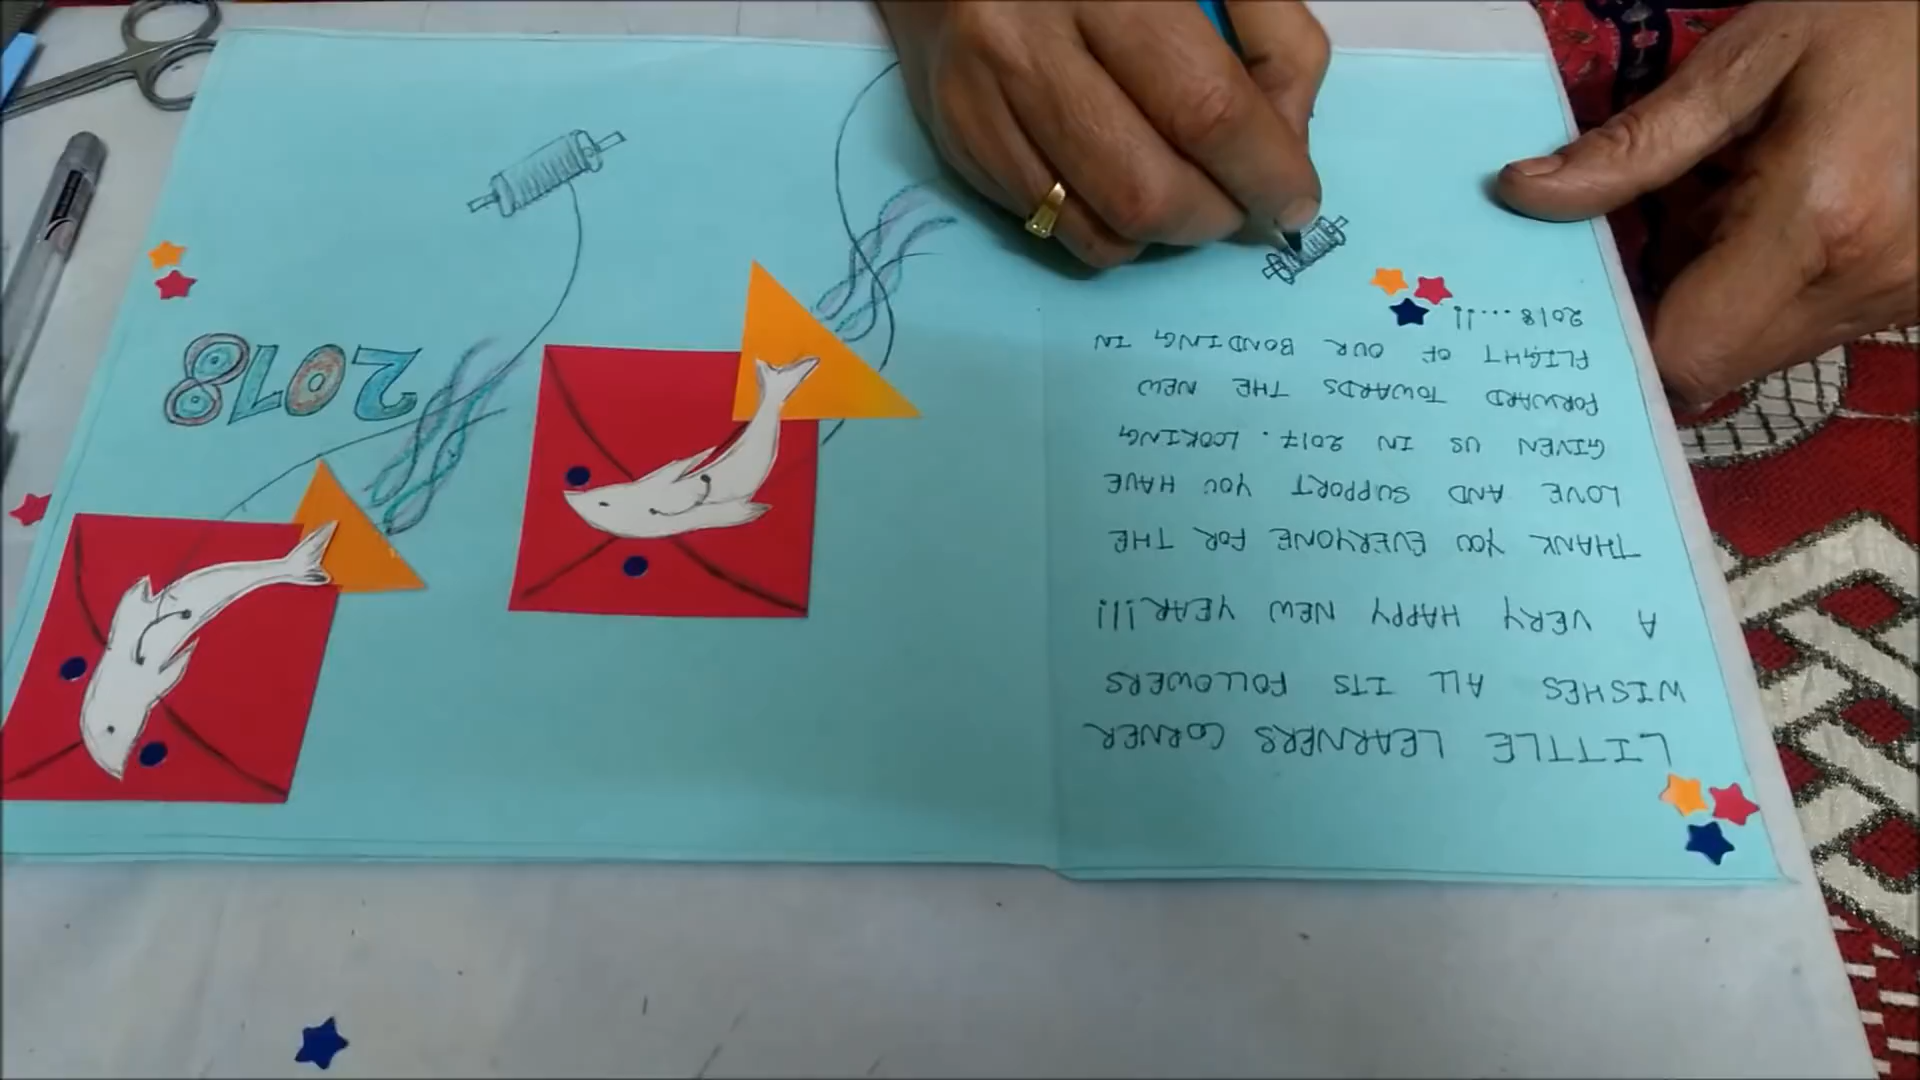 LITTLE LEARNERS CORNER
WISHES ALL ITS FOLLOWERS
A VERY HAPPY NEW YEAR!!!
THANK YOU EVERYONE FOR THE
LOVE AND SUPPORT YOU HAVE
GIVEN US IN 2017. LOOKING
FORWARD TOWARDS THE NEW
FLIGHT OF OUR BONDING IN
2018....!!
2018